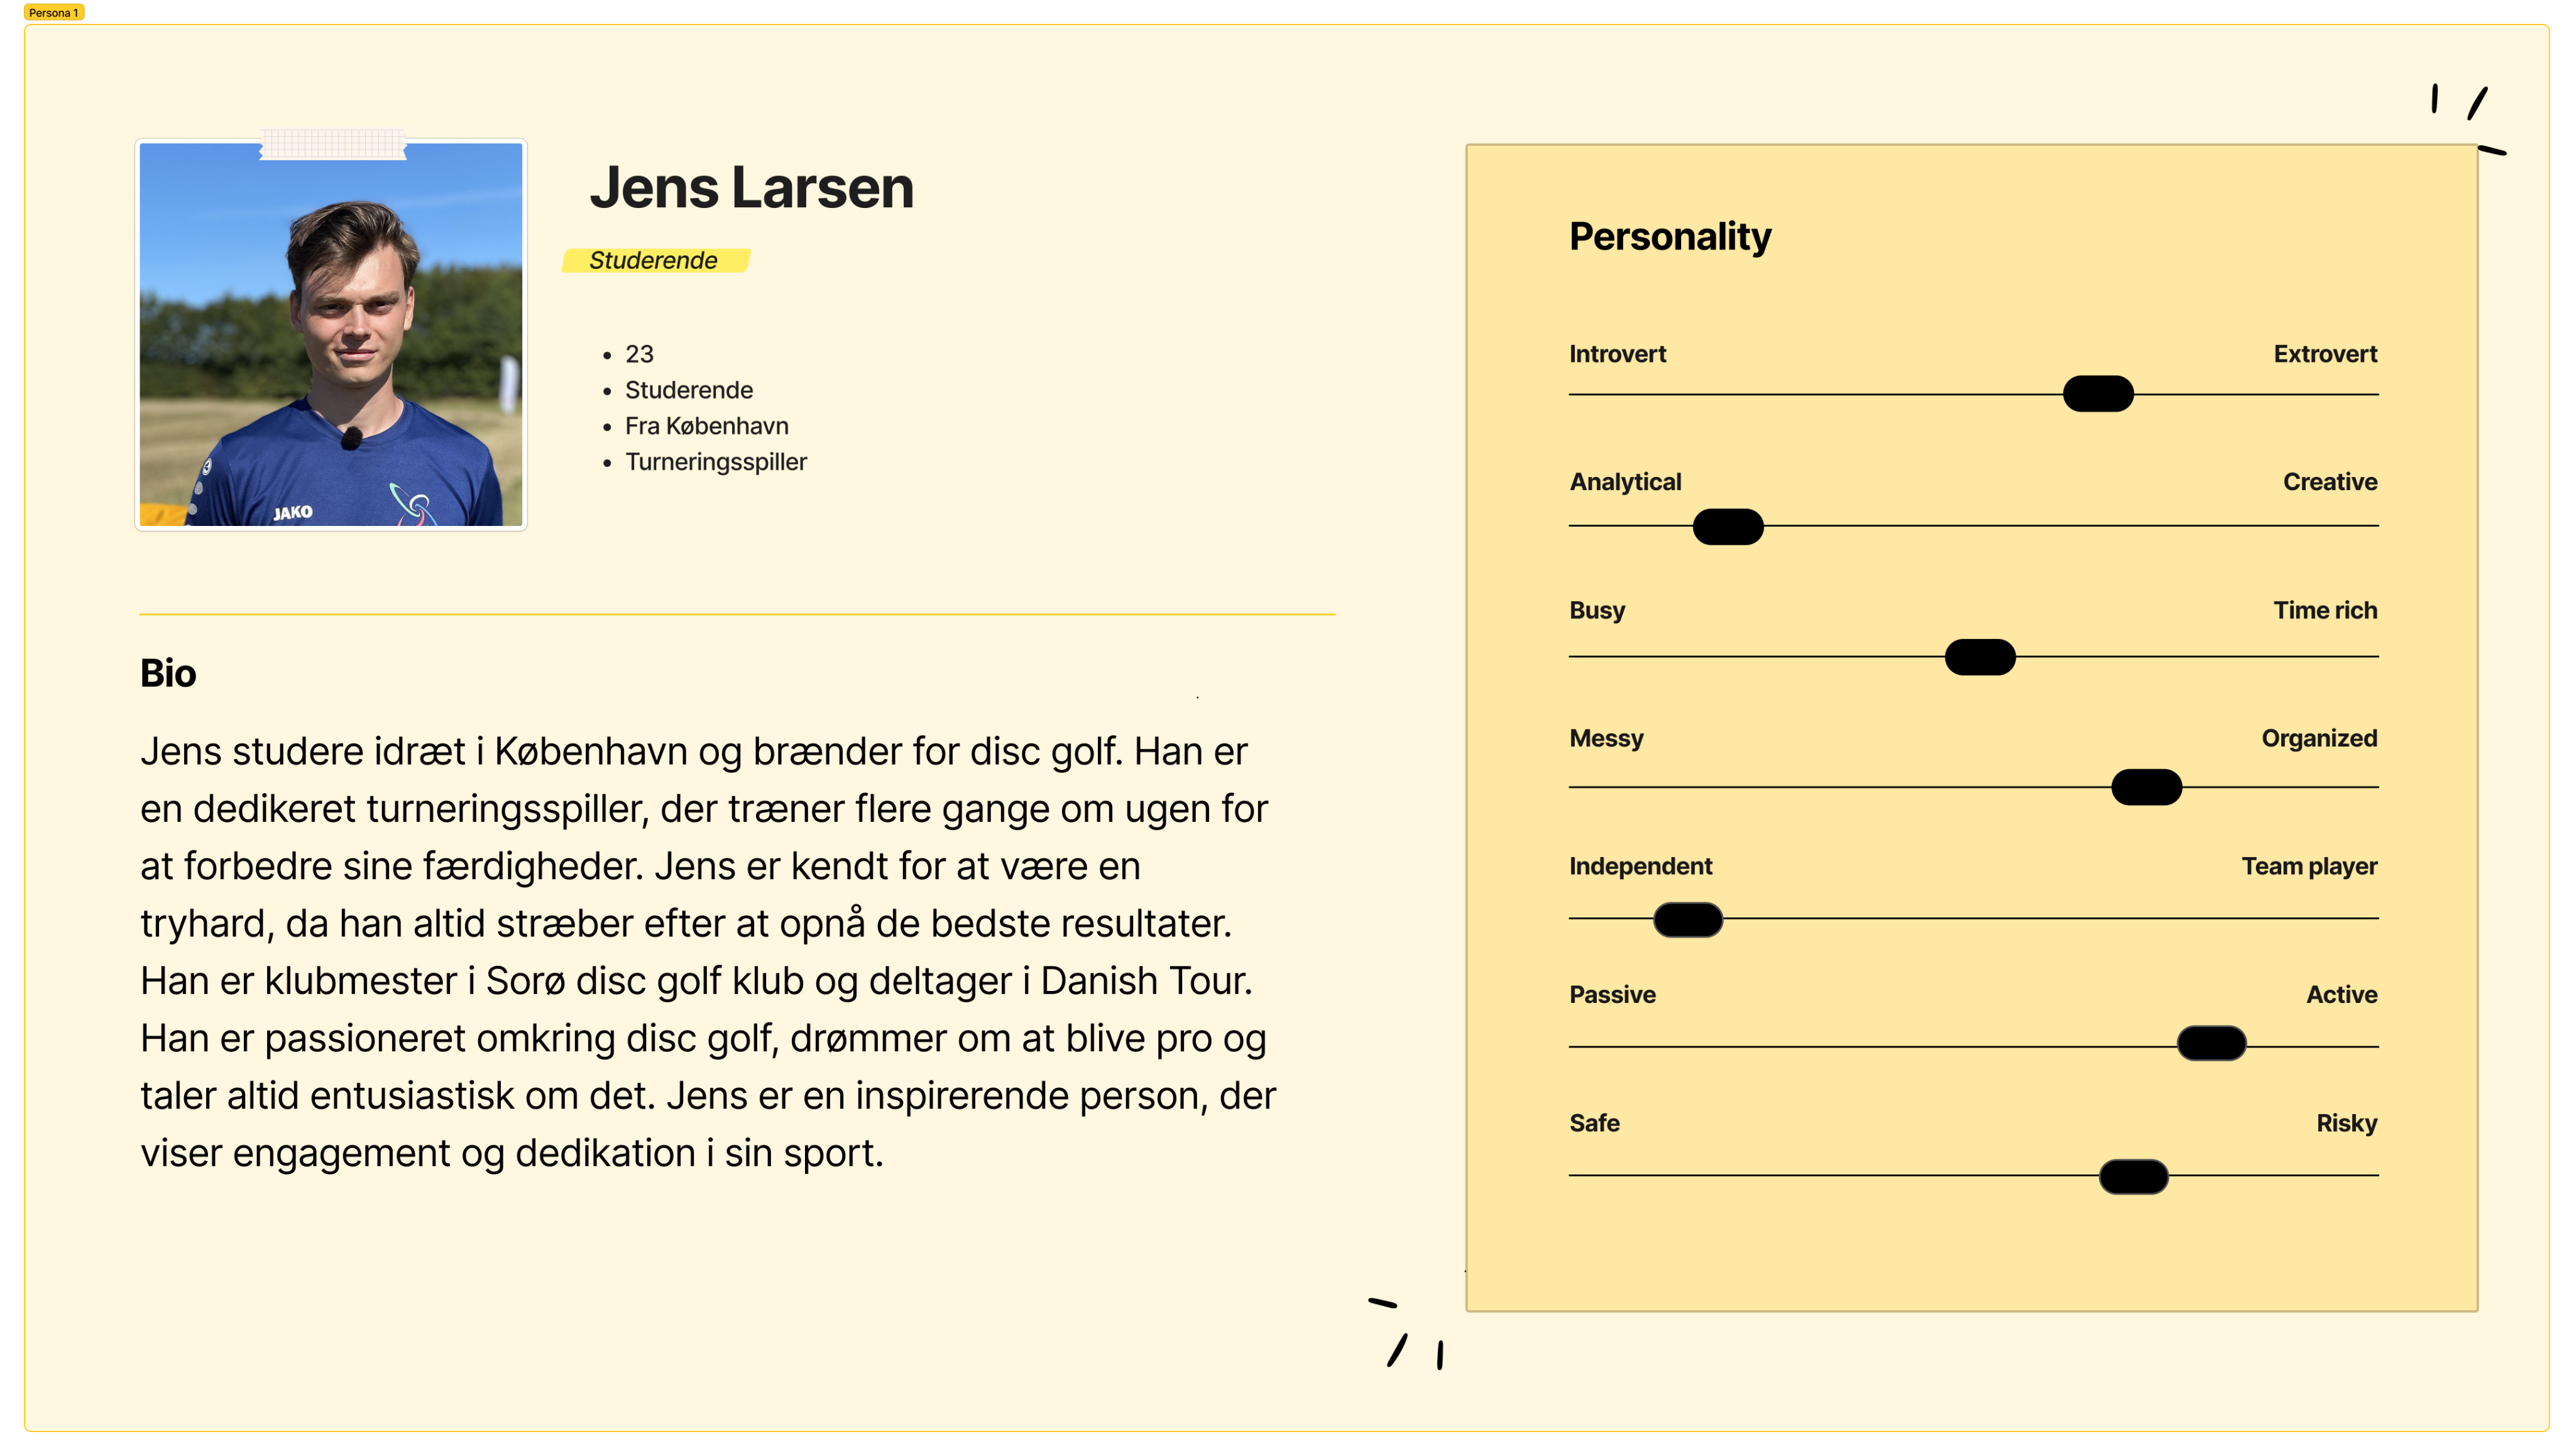 Persona 1
Jens Larsen
Studerende
23
Studerende
Fra København
Turneringsspiller
JAKO
Bio
Jens studere idræt i København og brænder for disc golf. Han er
en dedikeret turneringsspiller, der træner flere gange om ugen for
at forbedre sine færdigheder. Jens er kendt for at være en
tryhard, da han altid stræber efter at opnå de bedste resultater.
Han er klubmester i Sorø disc golf klub og deltager i Danish Tour.
Han er passioneret omkring disc golf, drømmer om at blive pro og
taler altid entusiastisk om det. Jens er en inspirerende person, der
viser engagement og dedikation i sin sport.
Personality
Introvert Extrovert
Analytical Creative
Busy Time rich
Messy Organized
Independent Team player
Passive Active
Safe Risky